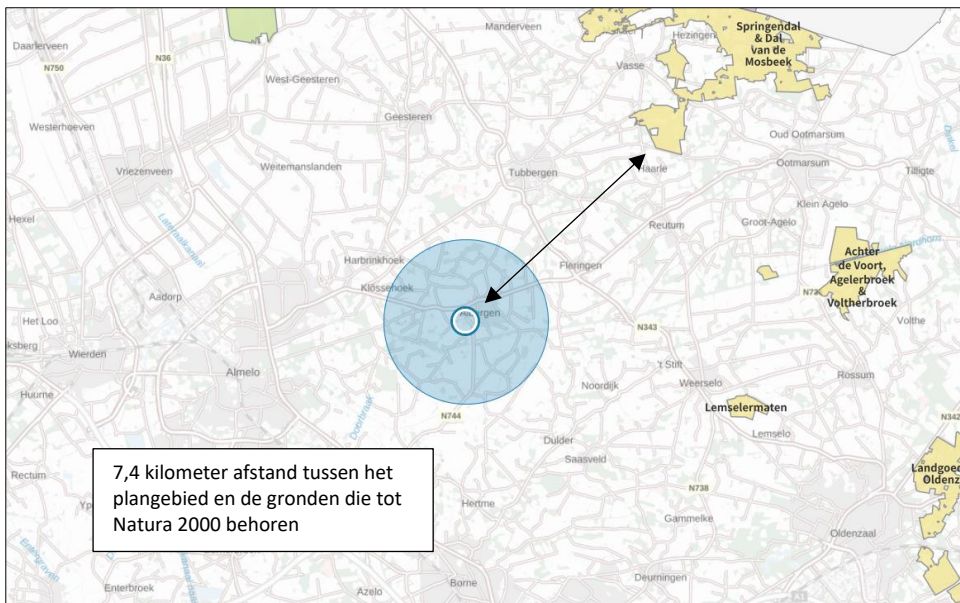 Springendal
& Dal
van de
Mosbeek
Hezingen
Manderveen
Daarlerveen
N750
N36
Vasse
West-Geesteren
Geesteren
Westerhoeven
Oud Ootmarsum
Weitemanslanden
Ootmarsum
Tilligte
Vriezenveen
Tubbergen
Haarle
Klein Agelo
Hexel
Reutum
Groot-Agelo
Achter
de Voort,
Agelerbroek
&
Voltherbroek
Harbrinkhoek
Fleringen
Klössehoek
Aadorp
Het Loo
Volthe
N343
Wierden
't Stift
Almelo
Rossum
Weerselo
Noordijk
Huurne
N744
Lemselermaten
N342
Lemselo
Dulder
Saasveld
7,4 kilometer afstand tussen het
plangebied en de gronden die tot
Natura 2000 behoren
Rectum
N738
Hertme
Gammelke
Oldenzaal
Deurningen
Borne
Enterbroek
Azelo
A1